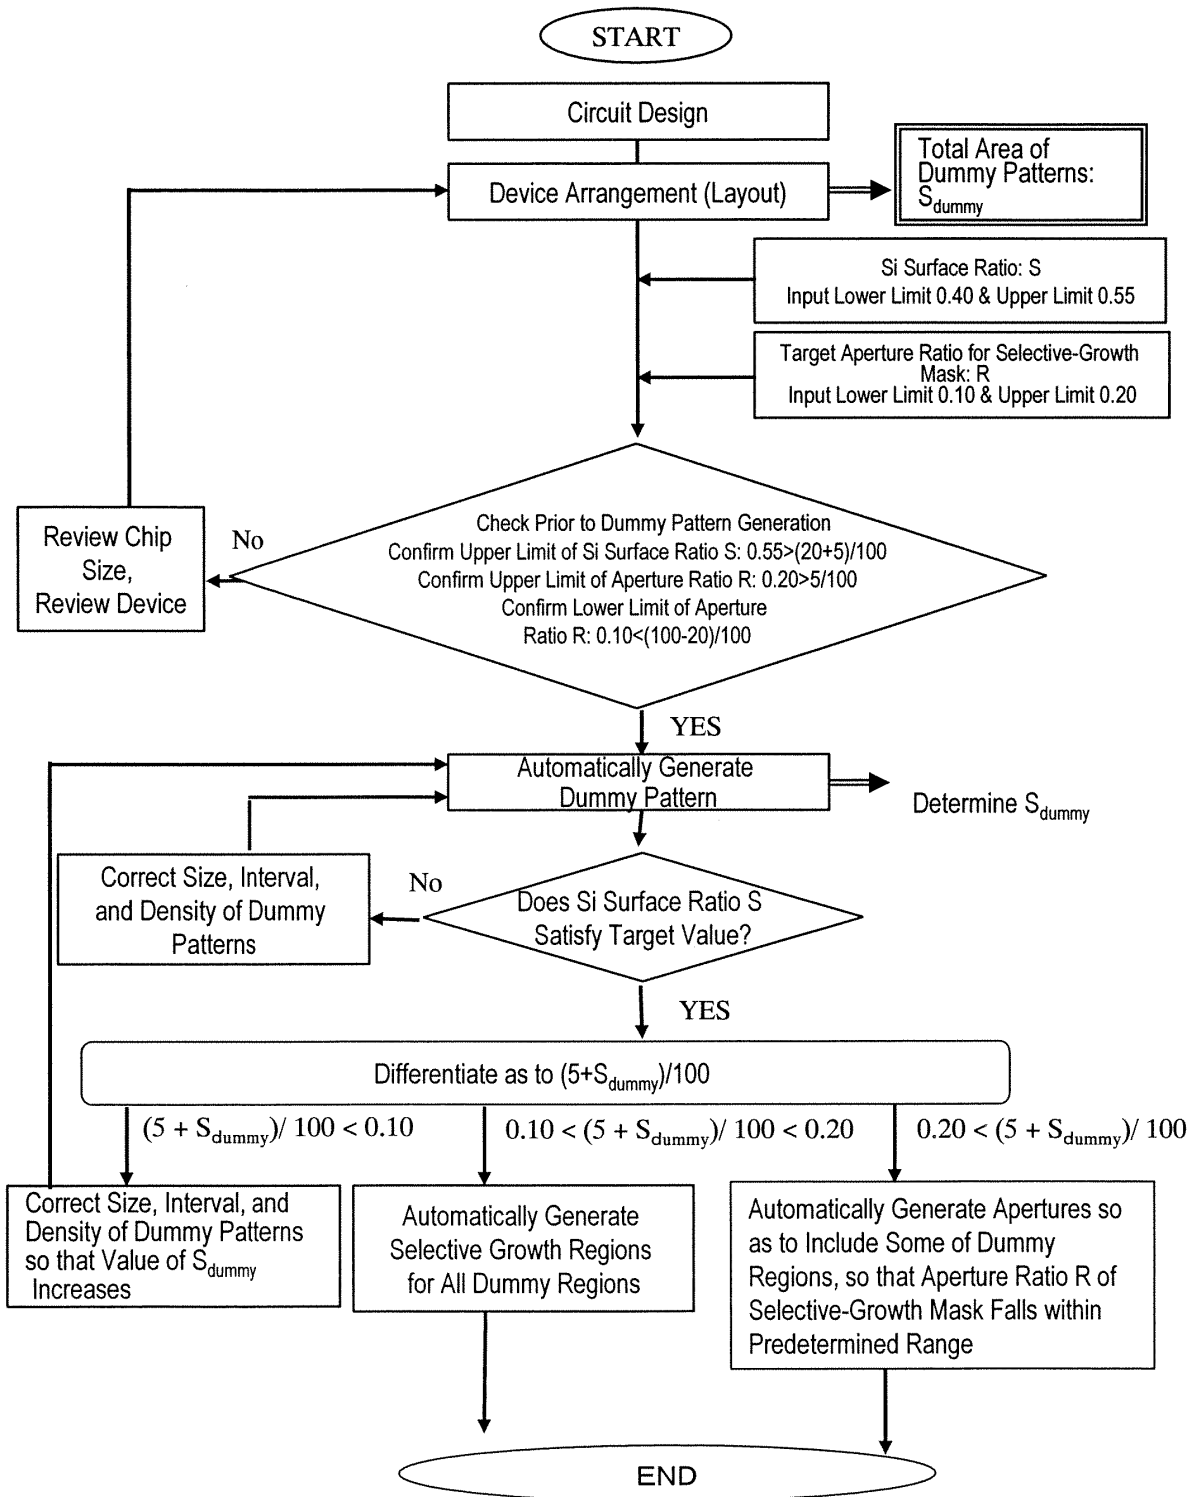 START
Circuit Design
Device Arrangement (Layout)
Total Area of
Dummy Patterns:
Sdummy
Si Surface Ratio: S
Input Lower Limit 0.40 & Upper Limit 0.55
Target Aperture Ratio for Selective-Growth
Mask: R
Input Lower Limit 0.10 & Upper Limit 0.20
Check Prior to Dummy Pattern Generation
Confirm Upper Limit of Si Surface Ratio S: 0.55>(20+5)/100
Confirm Upper Limit of Aperture Ratio R: 0.20>5/100
Confirm Lower Limit of Aperture
Ratio R: 0.10<(100-20)/100
No
Review Chip
Size,
Review Device
YES
Automatically Generate
Dummy Pattern
Determine Sdummy
Does Si Surface Ratio S
Satisfy Target Value?
No
Correct Size, Interval,
and Density of Dummy
Patterns
YES
Differentiate as to (5+Sdummy)/100
(5 + Sdummy)/ 100 < 0.10
0.10 < (5 + Sdummy)/ 100 < 0.20
0.20 < (5 + Sdummy)/ 100
Correct Size, Interval, and
Density of Dummy Patterns
so that Value of Sdummy
Increases
Automatically Generate
Selective Growth Regions
for All Dummy Regions
Automatically Generate Apertures so
as to Include Some of Dummy
Regions, so that Aperture Ratio R of
Selective-Growth Mask Falls within
Predetermined Range
END